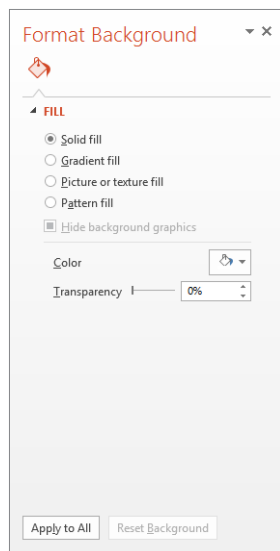 Format Background
FILL
Solid fill
Gradient fill
Picture or texture fill
Pattern fill
Hide background graphics
Color
Transparency 0%
Apply to All Reset Background